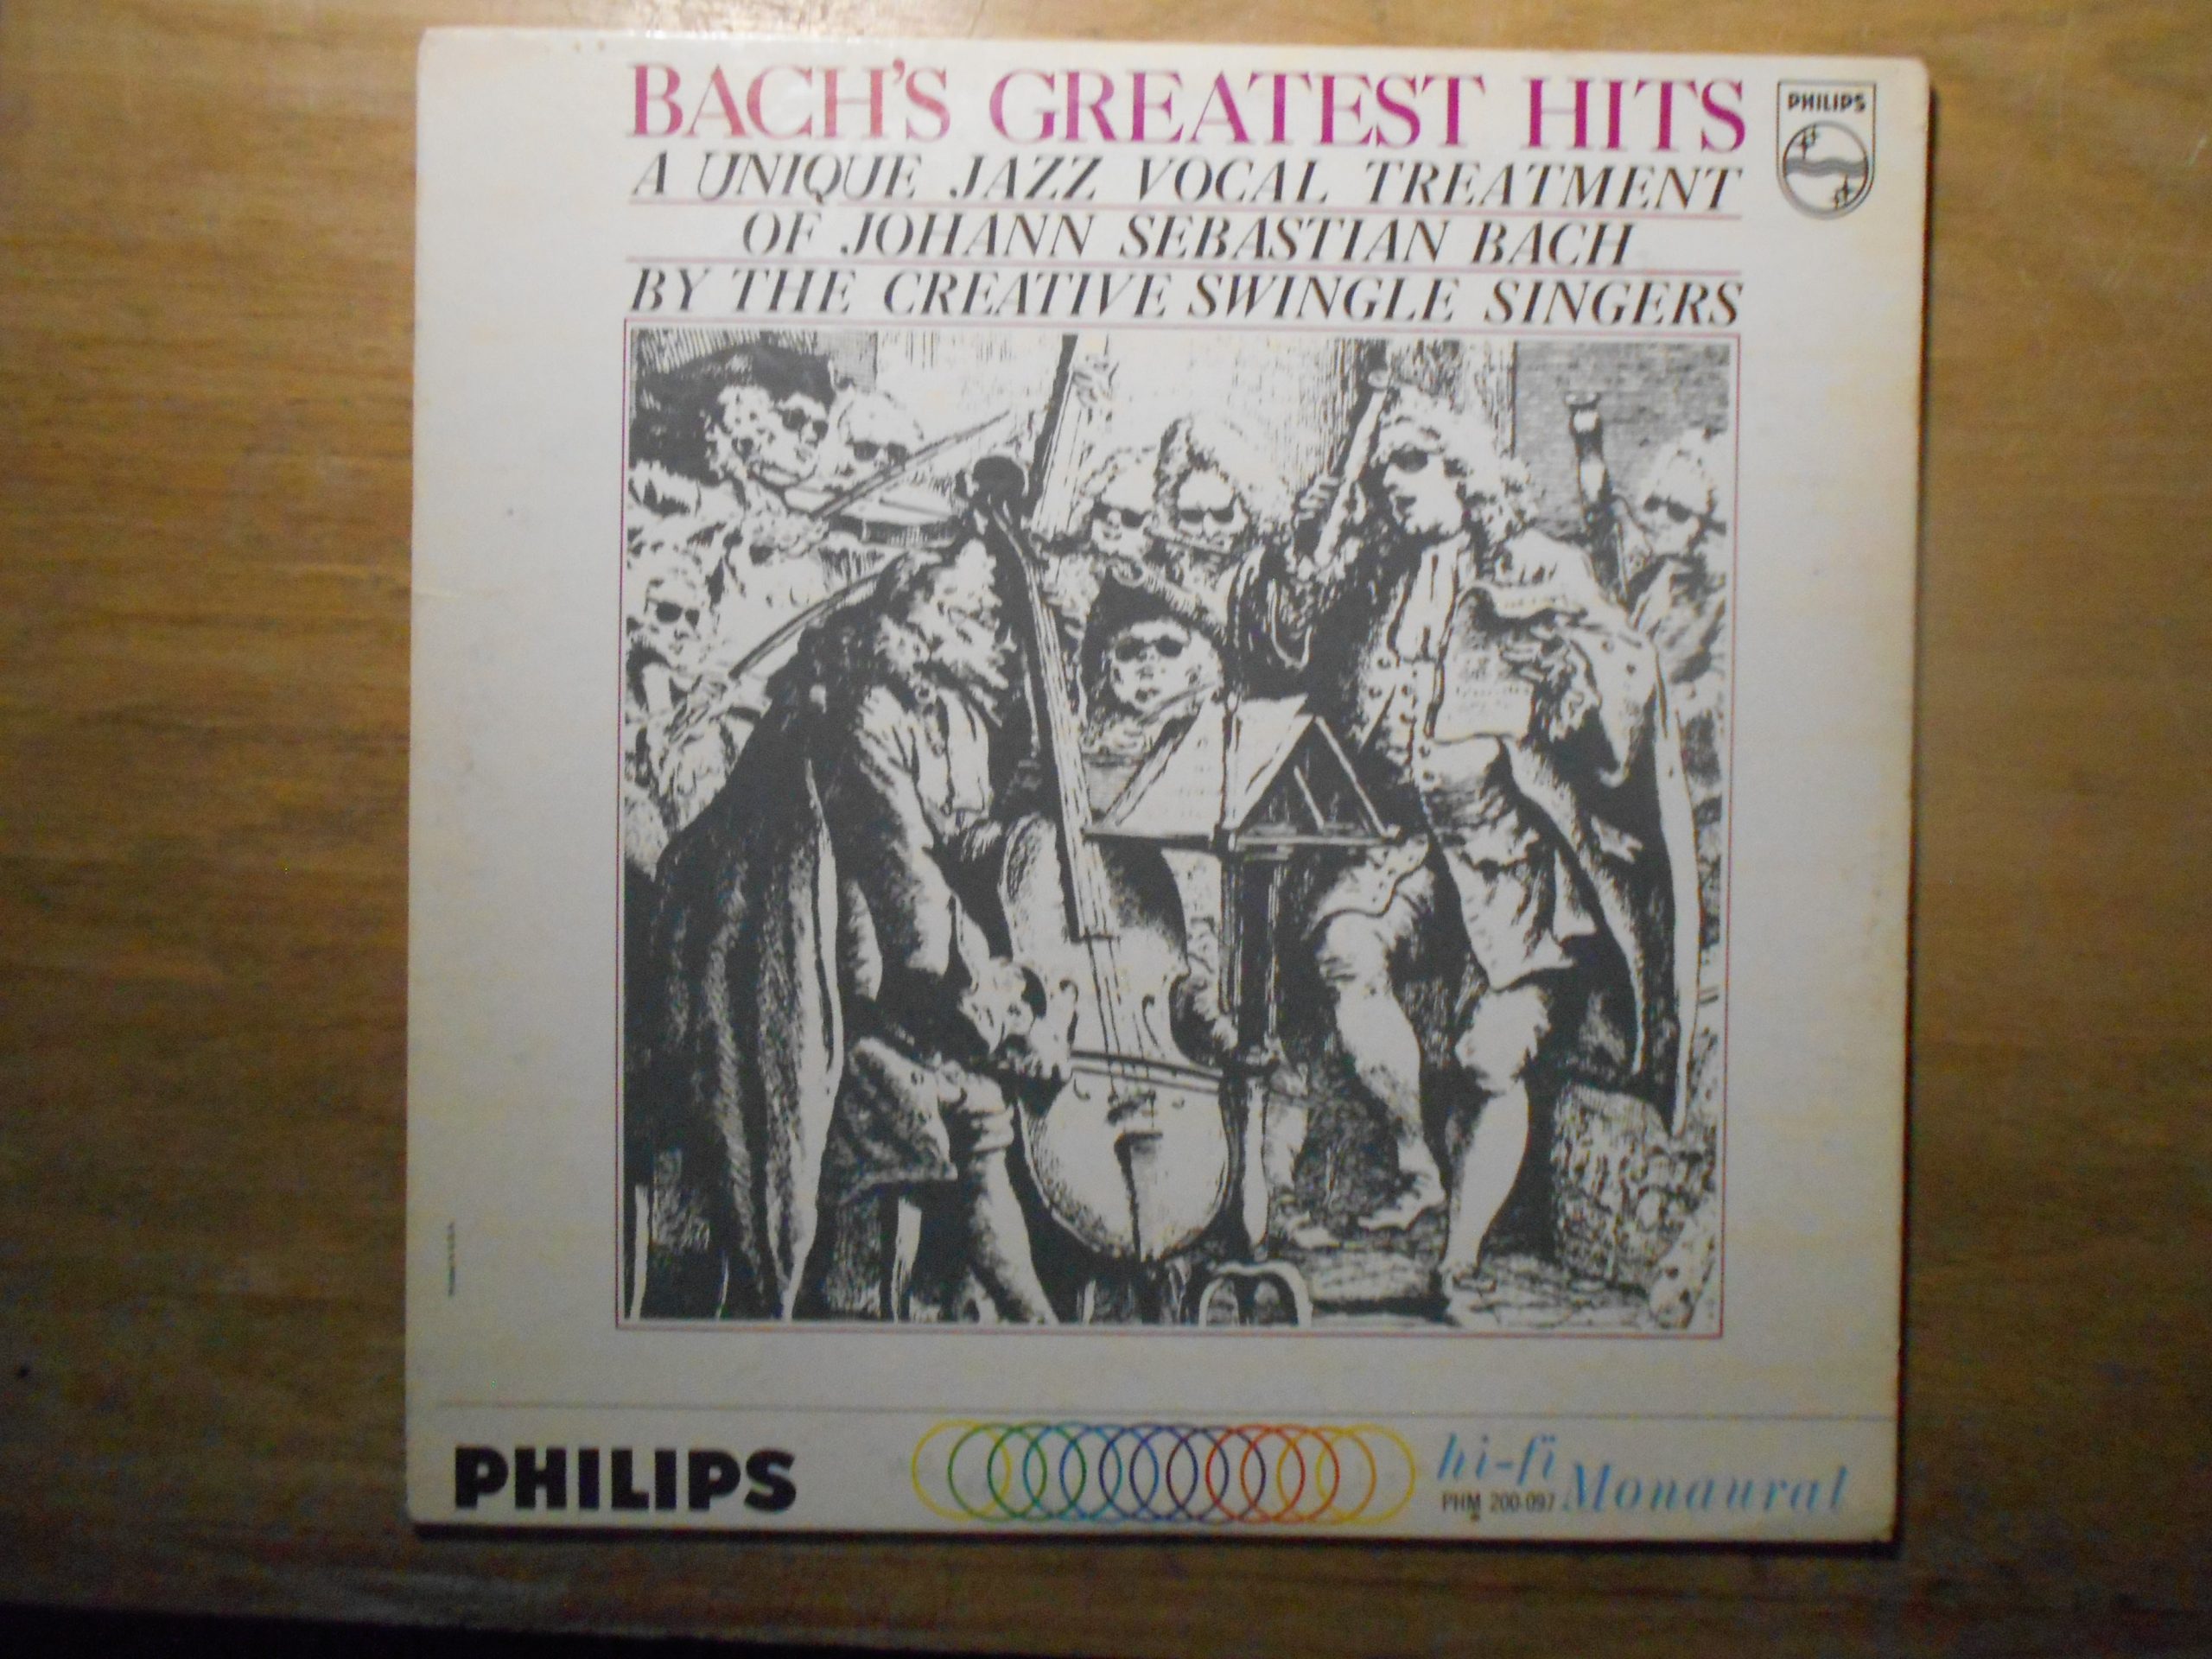 BACH'S GREATEST HITS
PHILIPS
A UNIQUE JAZZ VOCAL TREATMENT
OF JOHANN SEBASTIAN BACH
BY THE CREATIVE SWINGLE SINGERS
PHILIPS
hi-fi
PHM 200-097 Monaural